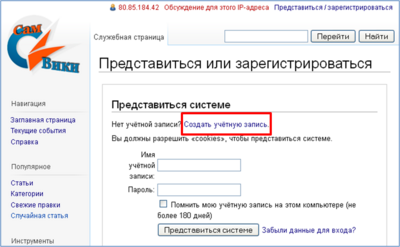 80.85.184.42 Обсуждение для этого IP-адреса Представиться / зарегистрироваться
Сам
Вики
Служебная страница
Перейти Найти
Представиться или зарегистрироваться
Навигация
Заглавная страница
Текущие события
Справка
Популярное
Статьи
Категории
Свежие правки
Случайная статья
Инструменты
Представиться системе
Нет учётной записи? Создать учётную запись.
Вы должны разрешить «cookies», чтобы представиться системе.
Имя
учётной
записи:
Пароль:
Помнить мою учётную запись на этом компьютере (не
более 180 дней)
Представиться системе Забыли данные для входа?